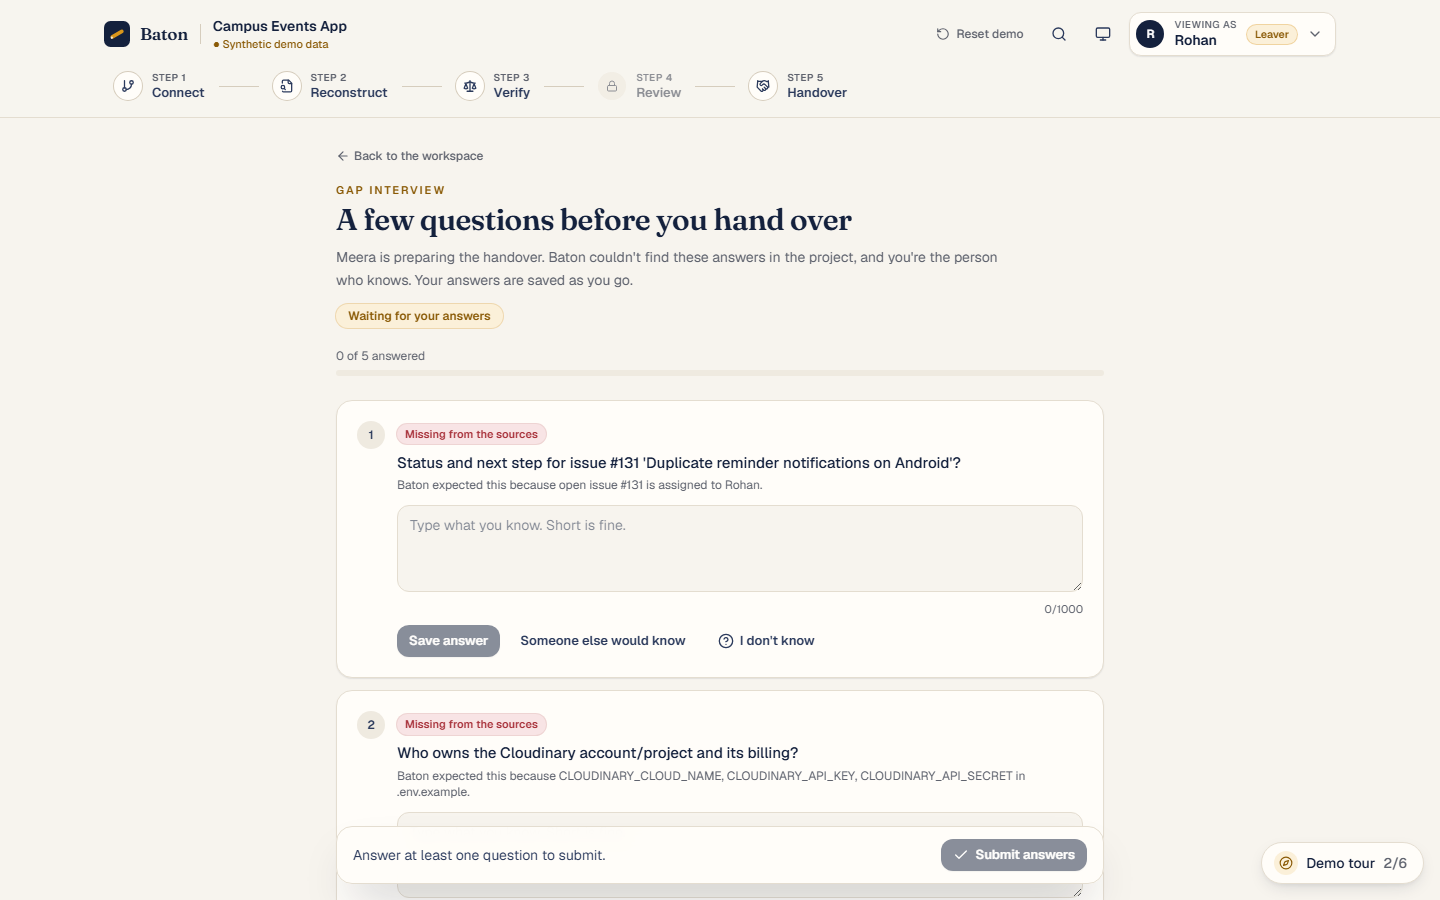 Baton
Campus Events App
Synthetic demo data
Reset demo
R
VIEWING AS
Rohan
Leaver
STEP 1
Connect
STEP 2
Reconstruct
STEP 3
Verify
STEP 4
Review
STEP 5
Handover
Back to the workspace
GAP INTERVIEW
A few questions before you hand over
Meera is preparing the handover. Baton couldn't find these answers in the project, and you're the person
who knows. Your answers are saved as you go.
Waiting for your answers
0 of 5 answered
1
Missing from the sources
Status and next step for issue #131 'Duplicate reminder notifications on Android'?
Baton expected this because open issue #131 is assigned to Rohan.
Type what you know. Short is fine.
0/1000
Save answer
Someone else would know
I don't know
2
Missing from the sources
Who owns the Cloudinary account/project and its billing?
Baton expected this because CLOUDINARY_CLOUD_NAME, CLOUDINARY_API_KEY, CLOUDINARY_API_SECRET in
.env.example.
Answer at least one question to submit.
Submit answers
Demo tour 2/6